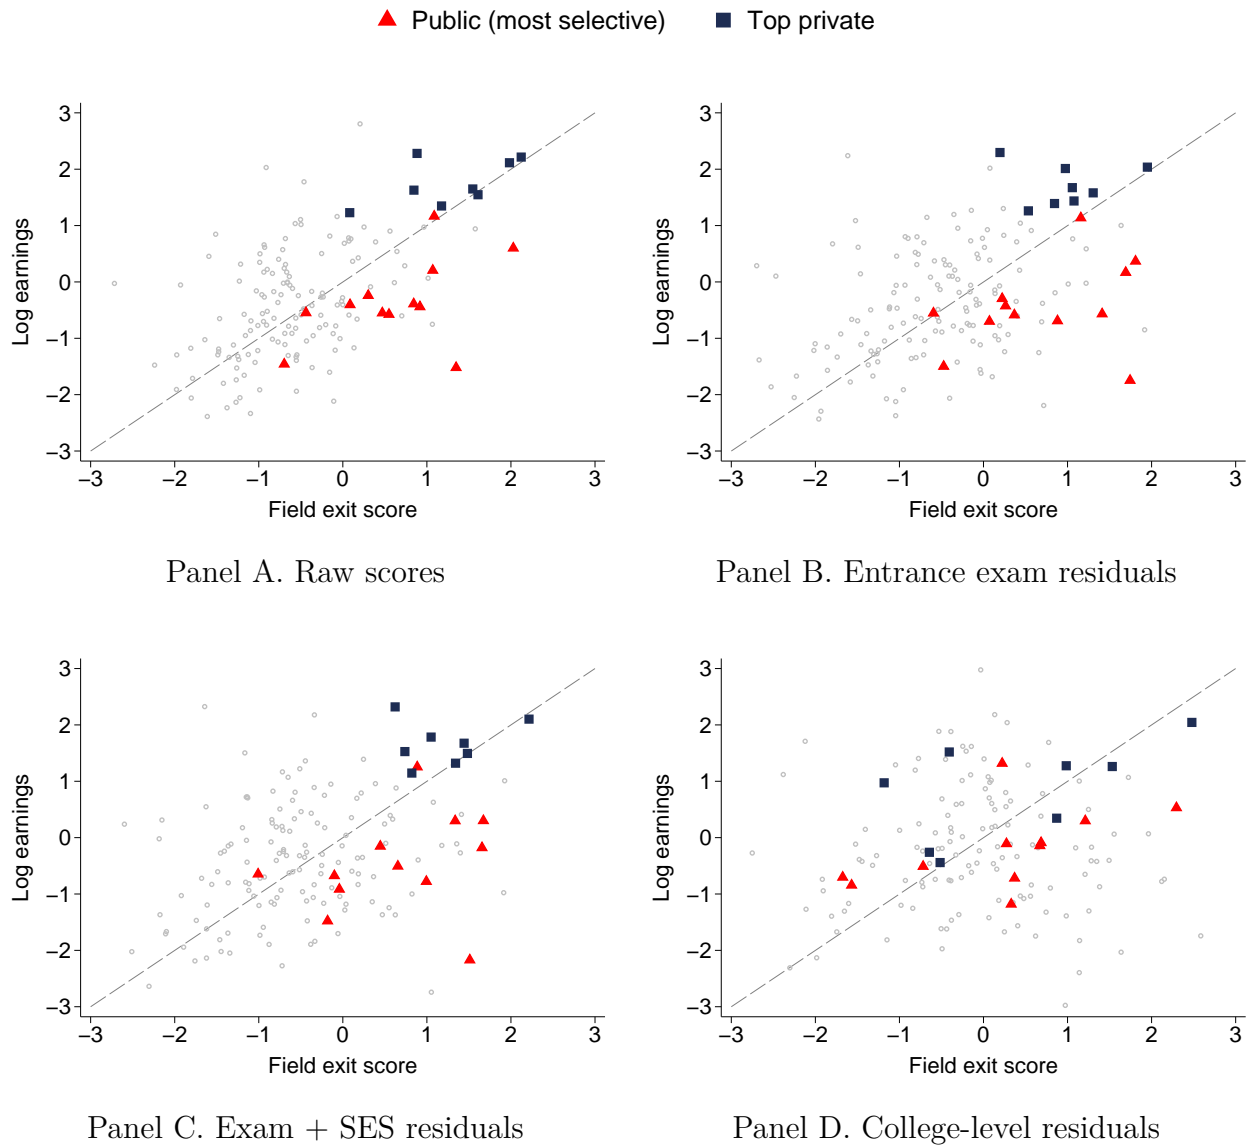 Public (most selective) Top private
3
2
1
0
−1
−2
−3
Log earnings
−3 −2 −1 0 1 2 3
Field exit score
Panel A. Raw scores
3
2
1
0
−1
−2
−3
Log earnings
−3 −2 −1 0 1 2 3
Field exit score
Panel B. Entrance exam residuals
3
2
1
0
−1
−2
−3
Log earnings
−3 −2 −1 0 1 2 3
Field exit score
Panel C. Exam + SES residuals
3
2
1
0
−1
−2
−3
Log earnings
−3 −2 −1 0 1 2 3
Field exit score
Panel D. College-level residuals